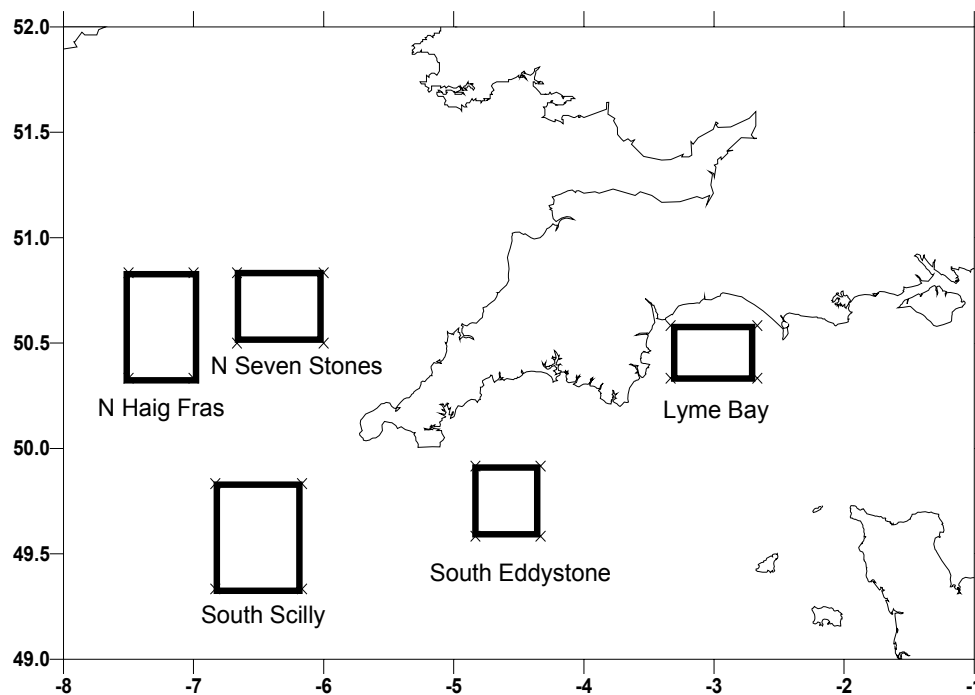 52.0
51.5
51.0
50.5
N Seven Stones
N Haig Fras
Lyme Bay
50.0
49.5
South Eddystone
South Scilly
49.0
-8 -7 -6 -5 -4 -3 -2